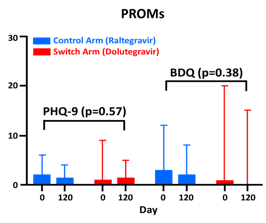 PROMs
30
Control Arm (Raltegravir)
Switch Arm (Dolutegravir)
BDQ (p=0.38)
20
PHQ-9 (p=0.57)
10
0
0 120 0 120 0 120 0 120
Day